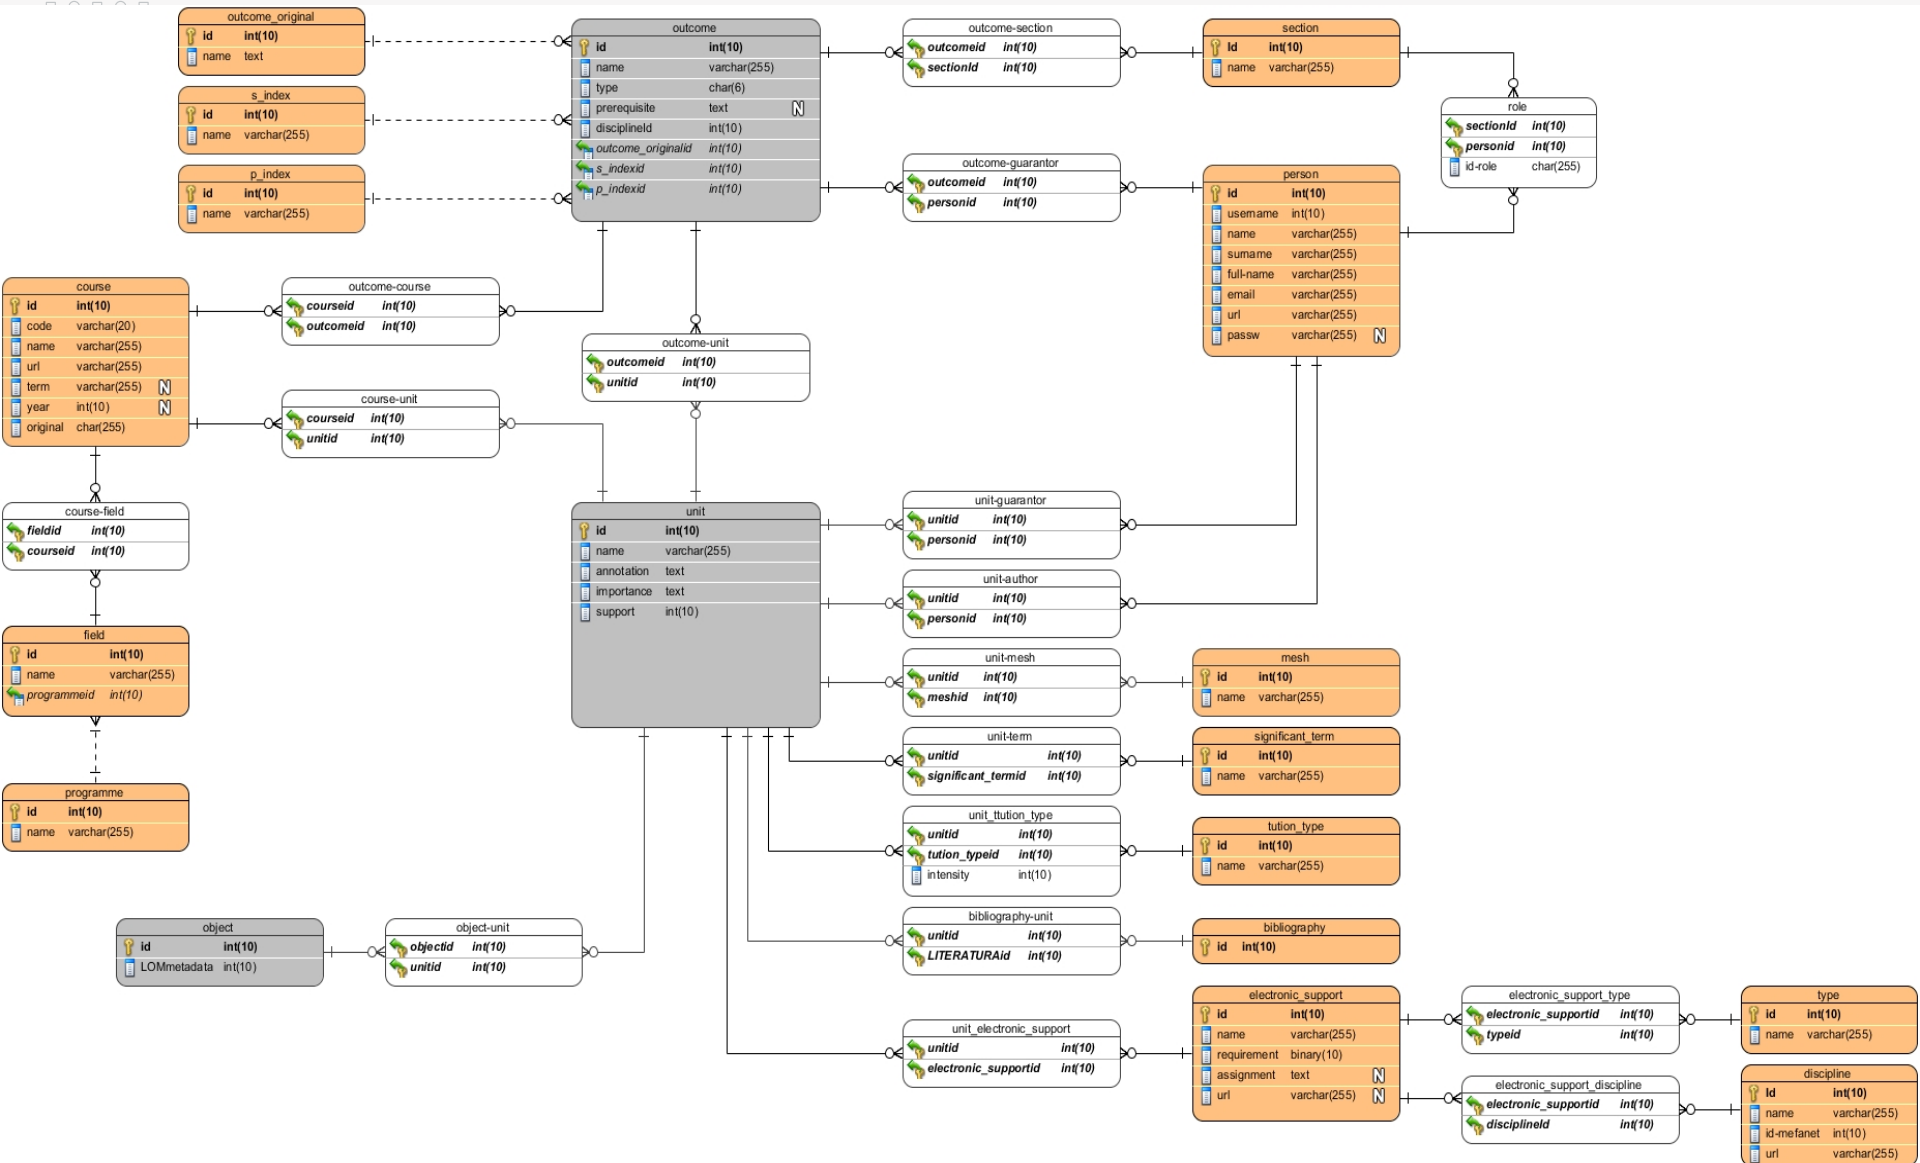 outcome_original
id int(10)
name text
s_index
id int(10)
name varchar(255)
p_index
id int(10)
name varchar(255)
outcome
id int(10)
name varchar(255)
type char(6)
prerequisite text N
disciplineId int(10)
outcome_originalid int(10)
s_indexid int(10)
p_indexid int(10)
outcome-section
outcomeid int(10)
sectionId int(10)
section
Id int(10)
name varchar(255)
role
sectionId int(10)
personid int(10)
id-role char(255)
outcome-guarantor
outcomeid int(10)
personid int(10)
person
id int(10)
username int(10)
name varchar(255)
surname varchar(255)
full-name varchar(255)
email varchar(255)
url varchar(255)
passw varchar(255) N
course
id int(10)
code varchar(20)
name varchar(255)
url varchar(255)
term varchar(255) N
year int(10) N
original char(255)
outcome-course
courseid int(10)
outcomeid int(10)
outcome-unit
outcomeid int(10)
unitid int(10)
course-unit
courseid int(10)
unitid int(10)
course-field
fieldid int(10)
courseid int(10)
field
id int(10)
name varchar(255)
programmeid int(10)
programme
id int(10)
name varchar(255)
unit
id int(10)
name varchar(255)
annotation text
importance text
support int(10)
unit-guarantor
unitid int(10)
personid int(10)
unit-author
unitid int(10)
personid int(10)
unit-mesh
unitid int(10)
meshid int(10)
mesh
id int(10)
name varchar(255)
unit-term
unitid int(10)
significant_termid int(10)
significant_term
id int(10)
name varchar(255)
unit_ttution_type
unitid int(10)
tution_typeid int(10)
intensity int(10)
tution_type
id int(10)
name varchar(255)
bibliography-unit
unitid int(10)
LITERATURAid int(10)
bibliography
id int(10)
object
id int(10)
LOMmetadata int(10)
object-unit
objectid int(10)
unitid int(10)
unit_electronic_support
unitid int(10)
electronic_supportid int(10)
electronic_support
id int(10)
name varchar(255)
requirement binary(10)
assignment text N
url varchar(255) N
electronic_support_type
electronic_supportid int(10)
typeid int(10)
type
id int(10)
name varchar(255)
electronic_support_discipline
electronic_supportid int(10)
disciplineId int(10)
discipline
Id int(10)
name varchar(255)
id-mefanet int(10)
url varchar(255)